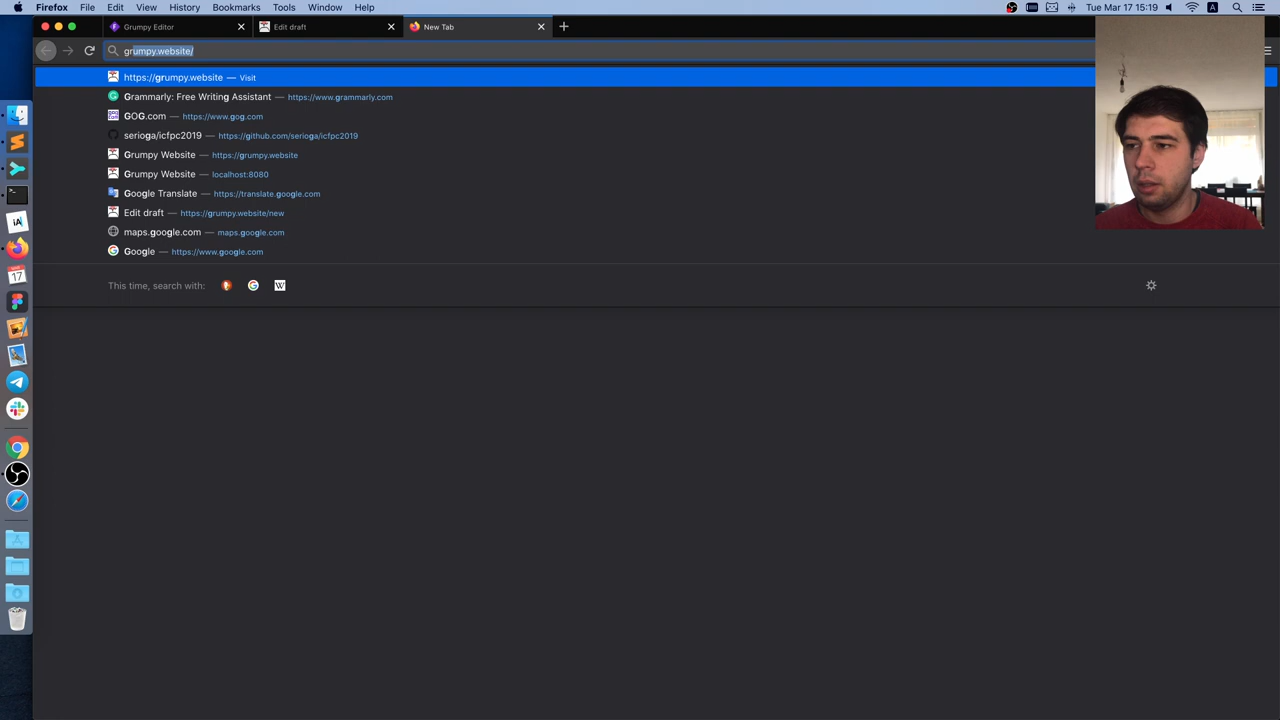 Firefox File Edit View History Bookmarks Tools Window Help Tue Mar 17 15:19
Grumpy Editor Edit draft New Tab
grumpy.website/
https://grumpy.website — Visit
Grammarly: Free Writing Assistant — https://www.grammarly.com
GOG.com — https://www.gog.com
serioga/icfpc2019 — https://github.com/serioga/icfpc2019
Grumpy Website — https://grumpy.website
Grumpy Website — localhost:8080
Google Translate — https://translate.google.com
Edit draft — https://grumpy.website/new
maps.google.com — maps.google.com
Google — https://www.google.com
This time, search with: W
iA
17